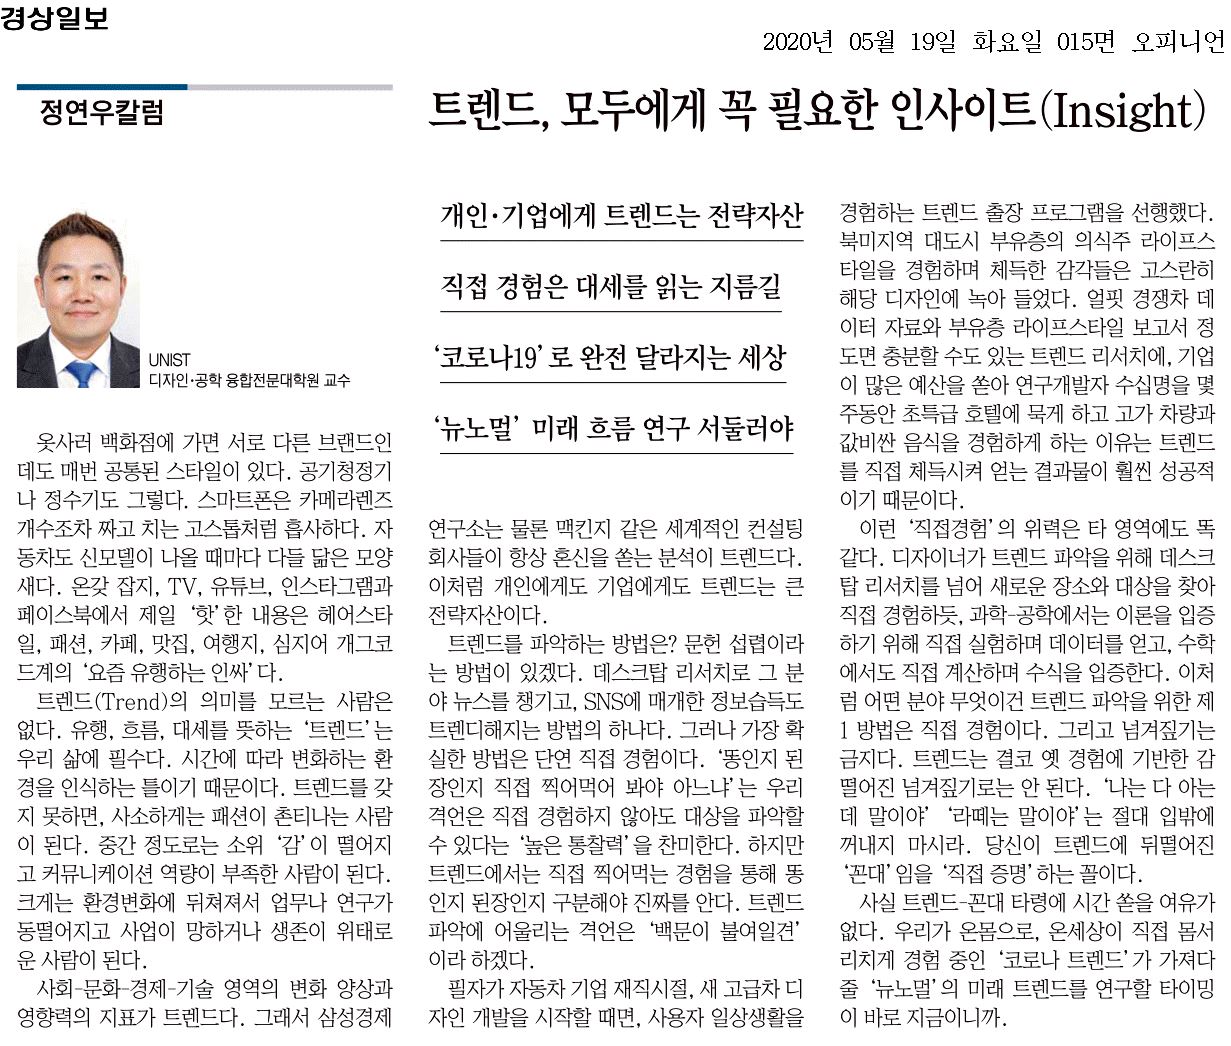 경상일보
2020년 05월 19일 화요일 015면 오피니언
정연우칼럼
트렌드, 모두에게 꼭 필요한 인사이트(Insight)
UNIST
디자인·공학 융합전문대학원 교수
옷사러 백화점에 가면 서로 다른 브랜드인
데도 매번 공통된 스타일이 있다. 공기청정기
나 정수기도 그렇다. 스마트폰은 카메라렌즈
개수조차 짜고 치는 고스톱처럼 흡사하다. 자
동차도 신모델이 나올 때마다 다들 닮은 모양
새다. 온갖 잡지, TV, 유튜브, 인스타그램과
페이스북에서 제일 ‘핫’한 내용은 헤어스타
일, 패션, 카페, 맛집, 여행지, 심지어 개그코
드계의 ‘요즘 유행하는 인싸’다.
트렌드(Trend)의 의미를 모르는 사람은
없다. 유행, 흐름, 대세를 뜻하는 ‘트렌드’는
우리 삶에 필수다. 시간에 따라 변화하는 환
경을 인식하는 틀이기 때문이다. 트렌드를 갖
지 못하면, 사소하게는 패션이 촌티나는 사람
이 된다. 중간 정도로는 소위 ‘감’이 떨어지
고 커뮤니케이션 역량이 부족한 사람이 된다.
크게는 환경변화에 뒤쳐져서 업무나 연구가
동떨어지고 사업이 망하거나 생존이 위태로
운 사람이 된다.
사회-문화-경제-기술 영역의 변화 양상과
영향력의 지표가 트렌드다. 그래서 삼성경제
개인·기업에게 트렌드는 전략자산
직접 경험은 대세를 읽는 지름길
‘코로나19’로 완전 달라지는 세상
‘뉴노멀’ 미래 흐름 연구 서둘러야
연구소는 물론 맥킨지 같은 세계적인 컨설팅
회사들이 항상 혼신을 쏟는 분석이 트렌드다.
이처럼 개인에게도 기업에게도 트렌드는 큰
전략자산이다.
트렌드를 파악하는 방법은? 문헌 섭렵이라
는 방법이 있겠다. 데스크탑 리서치로 그 분
야 뉴스를 챙기고, SNS에 매개한 정보습득도
트렌디해지는 방법의 하나다. 그러나 가장 확
실한 방법은 단연 직접 경험이다. ‘똥인지 된
장인지 직접 찍어먹어 봐야 아느냐’는 우리
격언은 직접 경험하지 않아도 대상을 파악할
수 있다는 ‘높은 통찰력’을 찬미한다. 하지만
트렌드에서는 직접 찍어먹는 경험을 통해 똥
인지 된장인지 구분해야 진짜를 안다. 트렌드
파악에 어울리는 격언은 ‘백문이 불여일견’
이라 하겠다.
필자가 자동차 기업 재직시절, 새 고급차 디
자인 개발을 시작할 때면, 사용자 일상생활을
경험하는 트렌드 출장 프로그램을 선행했다.
북미지역 대도시 부유층의 의식주 라이프스
타일을 경험하며 체득한 감각들은 고스란히
해당 디자인에 녹아 들었다. 얼핏 경쟁차 데
이터 자료와 부유층 라이프스타일 보고서 정
도면 충분할 수도 있는 트렌드 리서치에, 기업
이 많은 예산을 쏟아 연구개발자 수십명을 몇
주동안 초특급 호텔에 묵게 하고 고가 차량과
값비싼 음식을 경험하게 하는 이유는 트렌드
를 직접 체득시켜 얻는 결과물이 훨씬 성공적
이기 때문이다.
이런 ‘직접경험’의 위력은 타 영역에도 똑
같다. 디자이너가 트렌드 파악을 위해 데스크
탑 리서치를 넘어 새로운 장소와 대상을 찾아
직접 경험하듯, 과학-공학에서는 이론을 입증
하기 위해 직접 실험하며 데이터를 얻고, 수학
에서도 직접 계산하며 수식을 입증한다. 이처
럼 어떤 분야 무엇이건 트렌드 파악을 위한 제
1 방법은 직접 경험이다. 그리고 넘겨짚기는
금지다. 트렌드는 결코 옛 경험에 기반한 감
떨어진 넘겨짚기로는 안 된다. ‘나는 다 아는
데 말이야’ ‘라떼는 말이야’는 절대 입밖에
꺼내지 마시라. 당신이 트렌드에 뒤떨어진
‘꼰대’임을 ‘직접 증명’하는 꼴이다.
사실 트렌드-꼰대 타령에 시간 쏟을 여유가
없다. 우리가 온몸으로, 온세상이 직접 몸서
리치게 경험 중인 ‘코로나 트렌드’가 가져다
줄 ‘뉴노멀’의 미래 트렌드를 연구할 타이밍
이 바로 지금이니까.